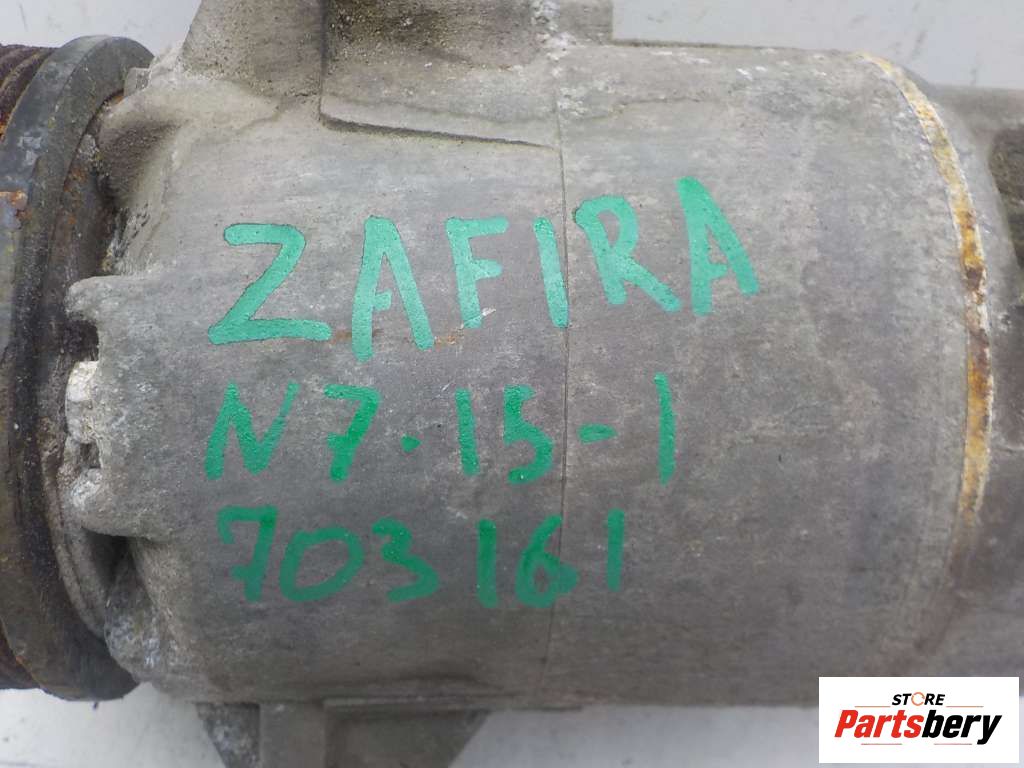 ZAFIRA
N7.15-1
703161
STORE
Partsbery